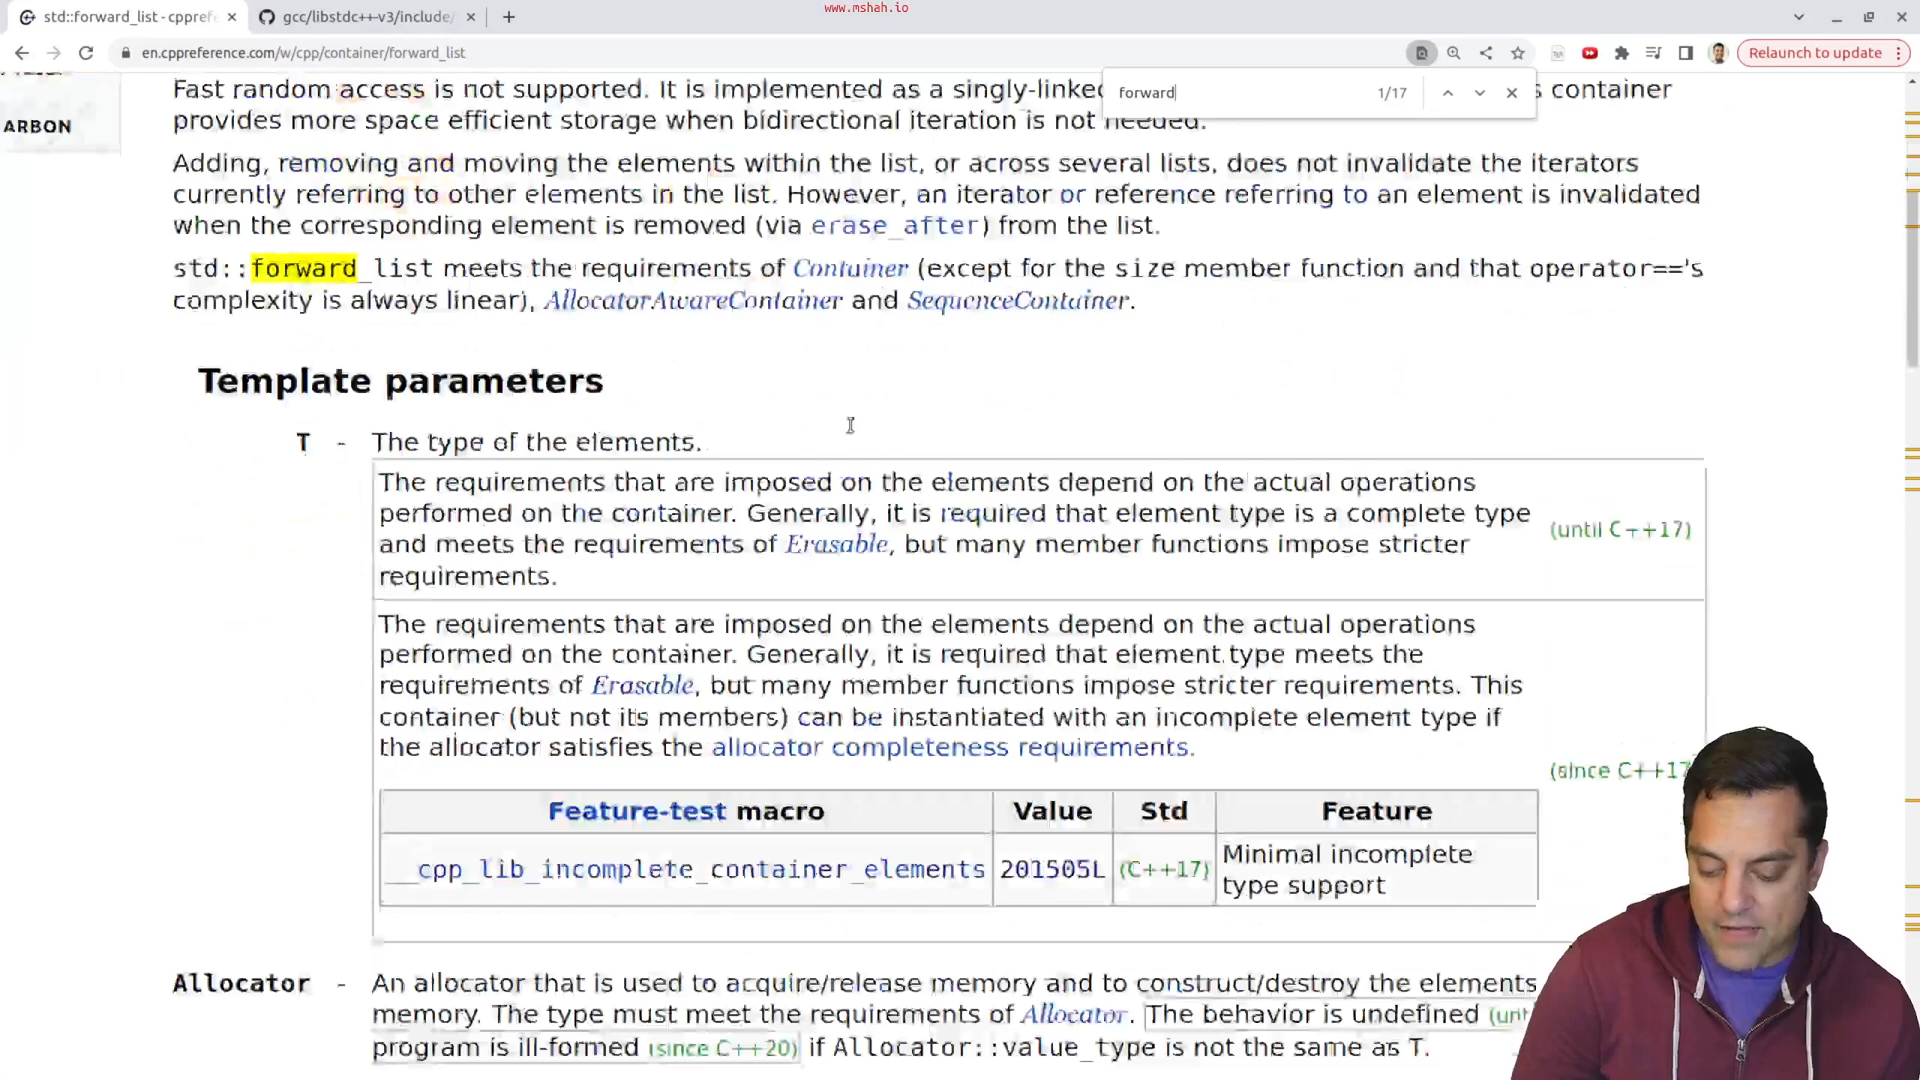 www.mshah.io
std::forward_list - cppref
gcc/libstdc++-v3/include/
en.cppreference.com/w/cpp/container/forward_list
Relaunch to update
forward
1/17
ARBON
Fast random access is not supported. It is implemented as a singly-linked container
provides more space efficient storage when bidirectional iteration is not needed.
Adding, removing and moving the elements within the list, or across several lists, does not invalidate the iterators
currently referring to other elements in the list. However, an iterator or reference referring to an element is invalidated
when the corresponding element is removed (via erase_after) from the list.
std::forward_list meets the requirements of Container (except for the size member function and that operator=='s
complexity is always linear), AllocatorAwareContainer and SequenceContainer.
Template parameters
T - The type of the elements.
The requirements that are imposed on the elements depend on the actual operations
performed on the container. Generally, it is required that element type is a complete type
and meets the requirements of Erasable, but many member functions impose stricter
requirements.
(until C++17)
The requirements that are imposed on the elements depend on the actual operations
performed on the container. Generally, it is required that element type meets the
requirements of Erasable, but many member functions impose stricter requirements. This
container (but not its members) can be instantiated with an incomplete element type if
the allocator satisfies the allocator completeness requirements.
(since C++17
Feature-test macro Value Std Feature
__cpp_lib_incomplete_container_elements 201505L (C++17) Minimal incomplete
type support
Allocator - An allocator that is used to acquire/release memory and to construct/destroy the elements
memory. The type must meet the requirements of Allocator. The behavior is undefined (unt
program is ill-formed (since C++20) if Allocator::value_type is not the same as T.